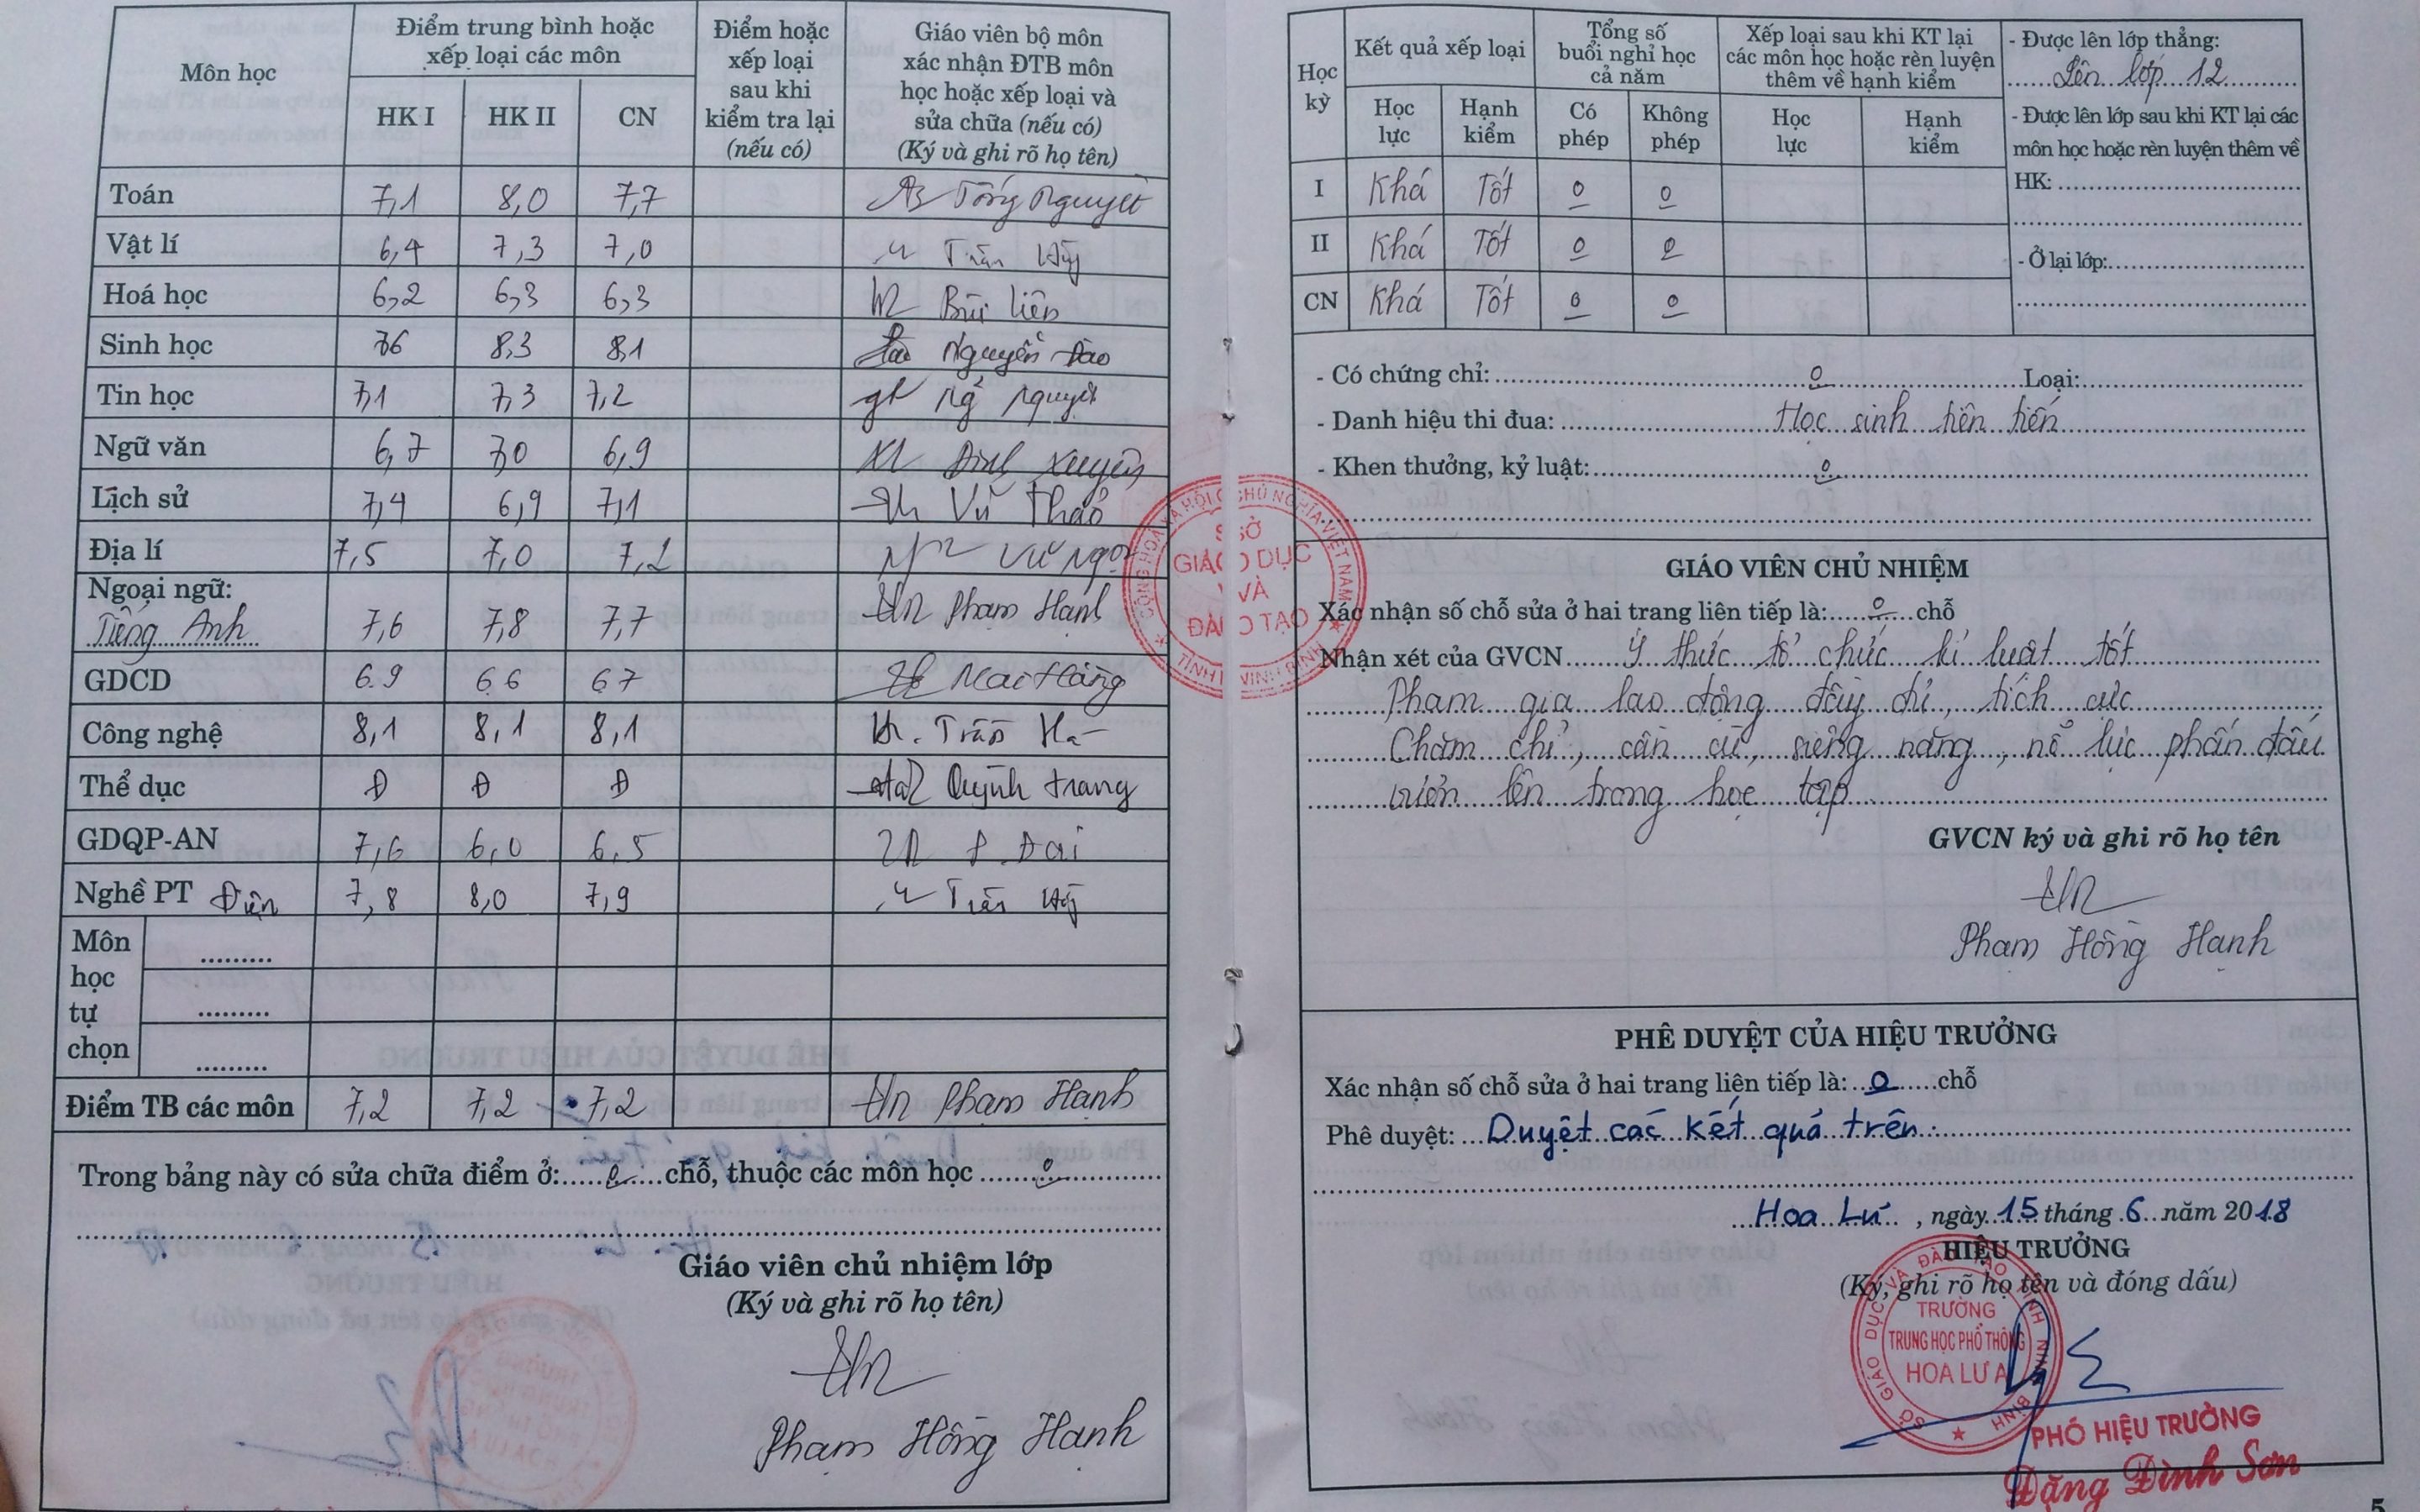 Môn học
Điểm trung bình hoặc
xếp loại các môn
HK I HK II CN
Điểm hoặc
xếp loại
sau khi
kiểm tra lại
(nếu có)
Giáo viên bộ môn
xác nhận ĐTB môn
học hoặc xếp loại và
sửa chữa (nếu có)
(Ký và ghi rõ họ tên)
Toán 7,1 8,0 7,7 Tống Nguyệt
Vật lí 6,4 7,3 7,0 Trần
Hoá học 6,2 6,3 6,3 Bùi Liên
Sinh học 76 8,3 8,1 Nguyễn Đào
Tin học 7,1 7,3 7,2 Ng Nguyệt
Ngữ văn 6,7 7,0 6,9 Đinh Xuyến
Lịch sử 7,4 6,9 7,1 Vũ Thảo
Địa lí 7,5 7,0 7,2 Vũ Ngọc
Ngoại ngữ:
Tiếng Anh 7,6 7,8 7,7 Phạm Hạnh
GDCD 6.9 6 6 6 7 Mai Hằng
Công nghệ 8,1 8,1 8,1 Trần Hà
Thể dục Đ Đ Đ Quỳnh Trang
GDQP-AN 7,6 6,0 6,5 P. Đại
Nghề PT Điện 7,8 8,0 7,9 Trần
Môn
học
tự
chọn
Điểm TB các môn 7,2 7,2 7,2 Phạm Hạnh
Trong bảng này có sửa chữa điểm ở:.....0.....chỗ, thuộc các môn học.......0.......
Giáo viên chủ nhiệm lớp
(Ký và ghi rõ họ tên)
Phạm Hồng Hạnh
Học
kỳ
Kết quả xếp loại
Học
lực
Hạnh
kiểm
Tổng số
buổi nghỉ học
cả năm
Có
phép
Không
phép
Xếp loại sau khi KT lại
các môn học hoặc rèn luyện
thêm về hạnh kiểm
Học
lực
Hạnh
kiểm
- Được lên lớp thẳng:
Lên lớp 12
- Được lên lớp sau khi KT lại các
môn học hoặc rèn luyện thêm về
HK:
- Ở lại lớp:
I Khá Tốt 0 0
II Khá Tốt 0 0
CN Khá Tốt 0 0
- Có chứng chỉ: 0 Loại:
- Danh hiệu thi đua: Học sinh tiên tiến
- Khen thưởng, kỷ luật: 0
CỘNG HOÀ XÃ HỘI CHỦ NGHĨA VIỆT NAM
SỞ
GIÁO DỤC
VÀ
ĐÀO TẠO
TỈNH NINH BÌNH
GIÁO VIÊN CHỦ NHIỆM
Xác nhận số chỗ sửa ở hai trang liên tiếp là:.....0.....chỗ
Nhận xét của GVCN Ý thức tổ chức kỉ luật tốt
Tham gia lao động đầy đủ, tích cực
Chăm chỉ, cần cù, siêng năng, nỗ lực phấn đấu
vươn lên trong học tập
GVCN ký và ghi rõ họ tên
Phạm Hồng Hạnh
PHÊ DUYỆT CỦA HIỆU TRƯỞNG
Xác nhận số chỗ sửa ở hai trang liên tiếp là:..0.....chỗ
Phê duyệt: Duyệt các kết quả trên.
Hoa Lư, ngày 15 tháng 6 năm 2018
HIỆU TRƯỞNG
(Ký, ghi rõ họ tên và đóng dấu)
SỞ GIÁO DỤC VÀ ĐÀO TẠO TỈNH NINH BÌNH
TRƯỜNG
TRUNG HỌC PHỔ THÔNG
HOA LƯ A
PHÓ HIỆU TRƯỞNG
Đặng Đình Sơn
5